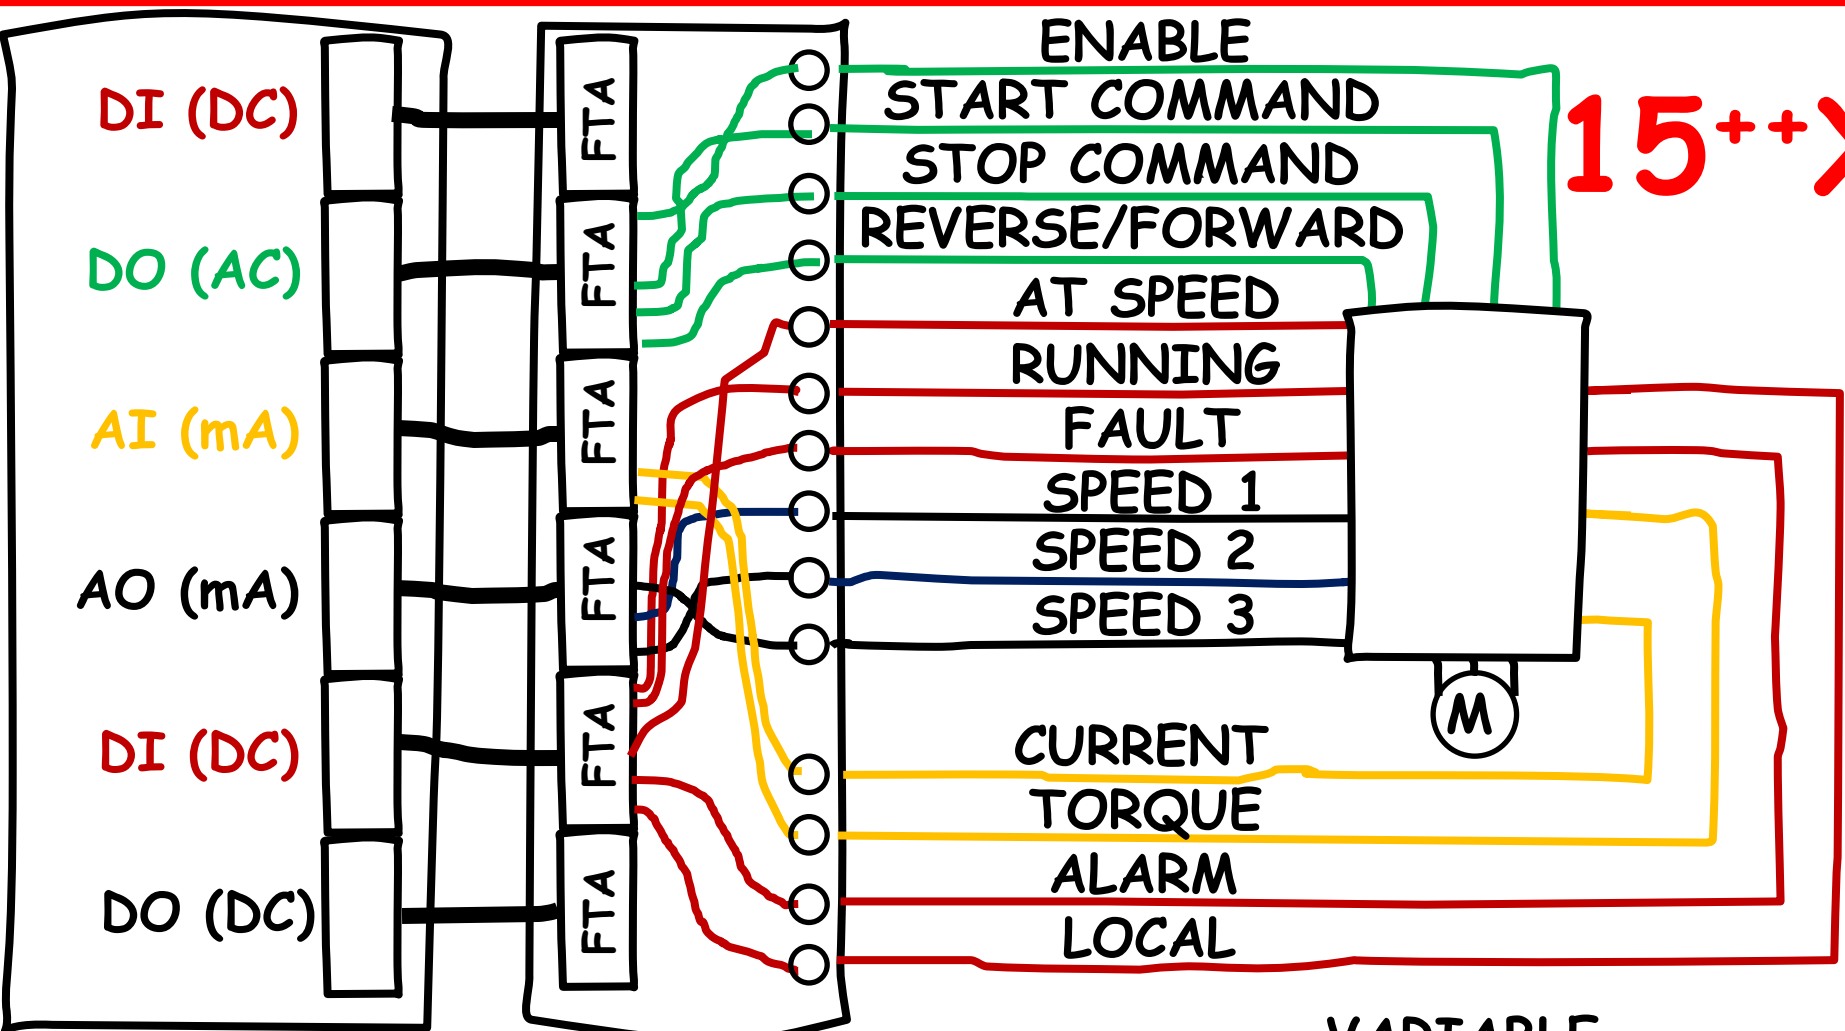 DI (DC)
DO (AC)
AI (mA)
AO (mA)
DI (DC)
DO (DC)
FTA
FTA
FTA
FTA
FTA
FTA
ENABLE
START COMMAND
STOP COMMAND
REVERSE/FORWARD
AT SPEED
RUNNING
FAULT
SPEED 1
SPEED 2
SPEED 3
CURRENT
TORQUE
ALARM
LOCAL
15++X
M
VARIABLE